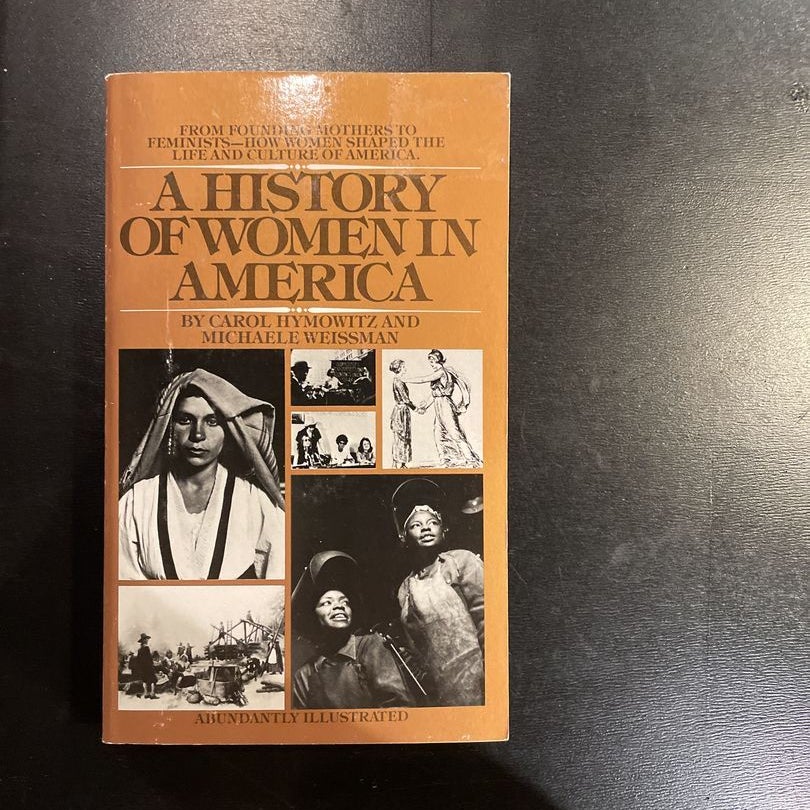 FROM FOUNDING MOTHERS TO
FEMINISTS—HOW WOMEN SHAPED THE
LIFE AND CULTURE OF AMERICA.
A HISTORY
OF WOMEN IN
AMERICA
BY CAROL HYMOWITZ AND
MICHAELE WEISSMAN
ABUNDANTLY ILLUSTRATED